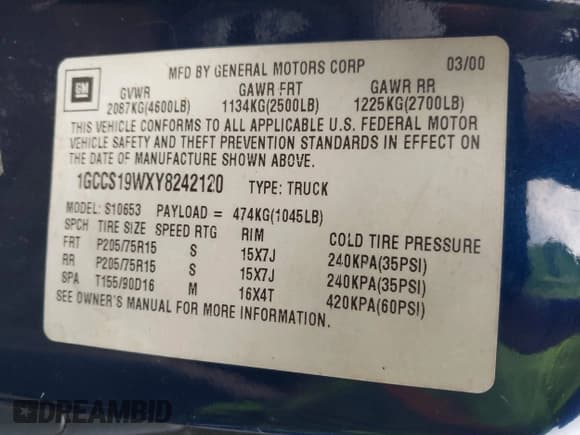 MFD BY GENERAL MOTORS CORP 03/00
GM
GVWR GAWR FRT GAWR RR
2087KG(4600LB) 1134KG(2500LB) 1225KG(2700LB)
THIS VEHICLE CONFORMS TO ALL APPLICABLE U.S. FEDERAL MOTOR
VEHICLE SAFETY AND THEFT PREVENTION STANDARDS IN EFFECT ON
THE DATE OF MANUFACTURE SHOWN ABOVE.
1GCCS19WXY8242120 TYPE: TRUCK
MODEL: S10653 PAYLOAD = 474KG(1045LB)
SPCH TIRE SIZE SPEED RTG RIM COLD TIRE PRESSURE
FRT P205/75R15 S 15X7J 240KPA(35PSI)
RR P205/75R15 S 15X7J 240KPA(35PSI)
SPA T155/90D16 M 16X4T 420KPA(60PSI)
SEE OWNER'S MANUAL FOR MORE INFORMATION.
DREAMBID